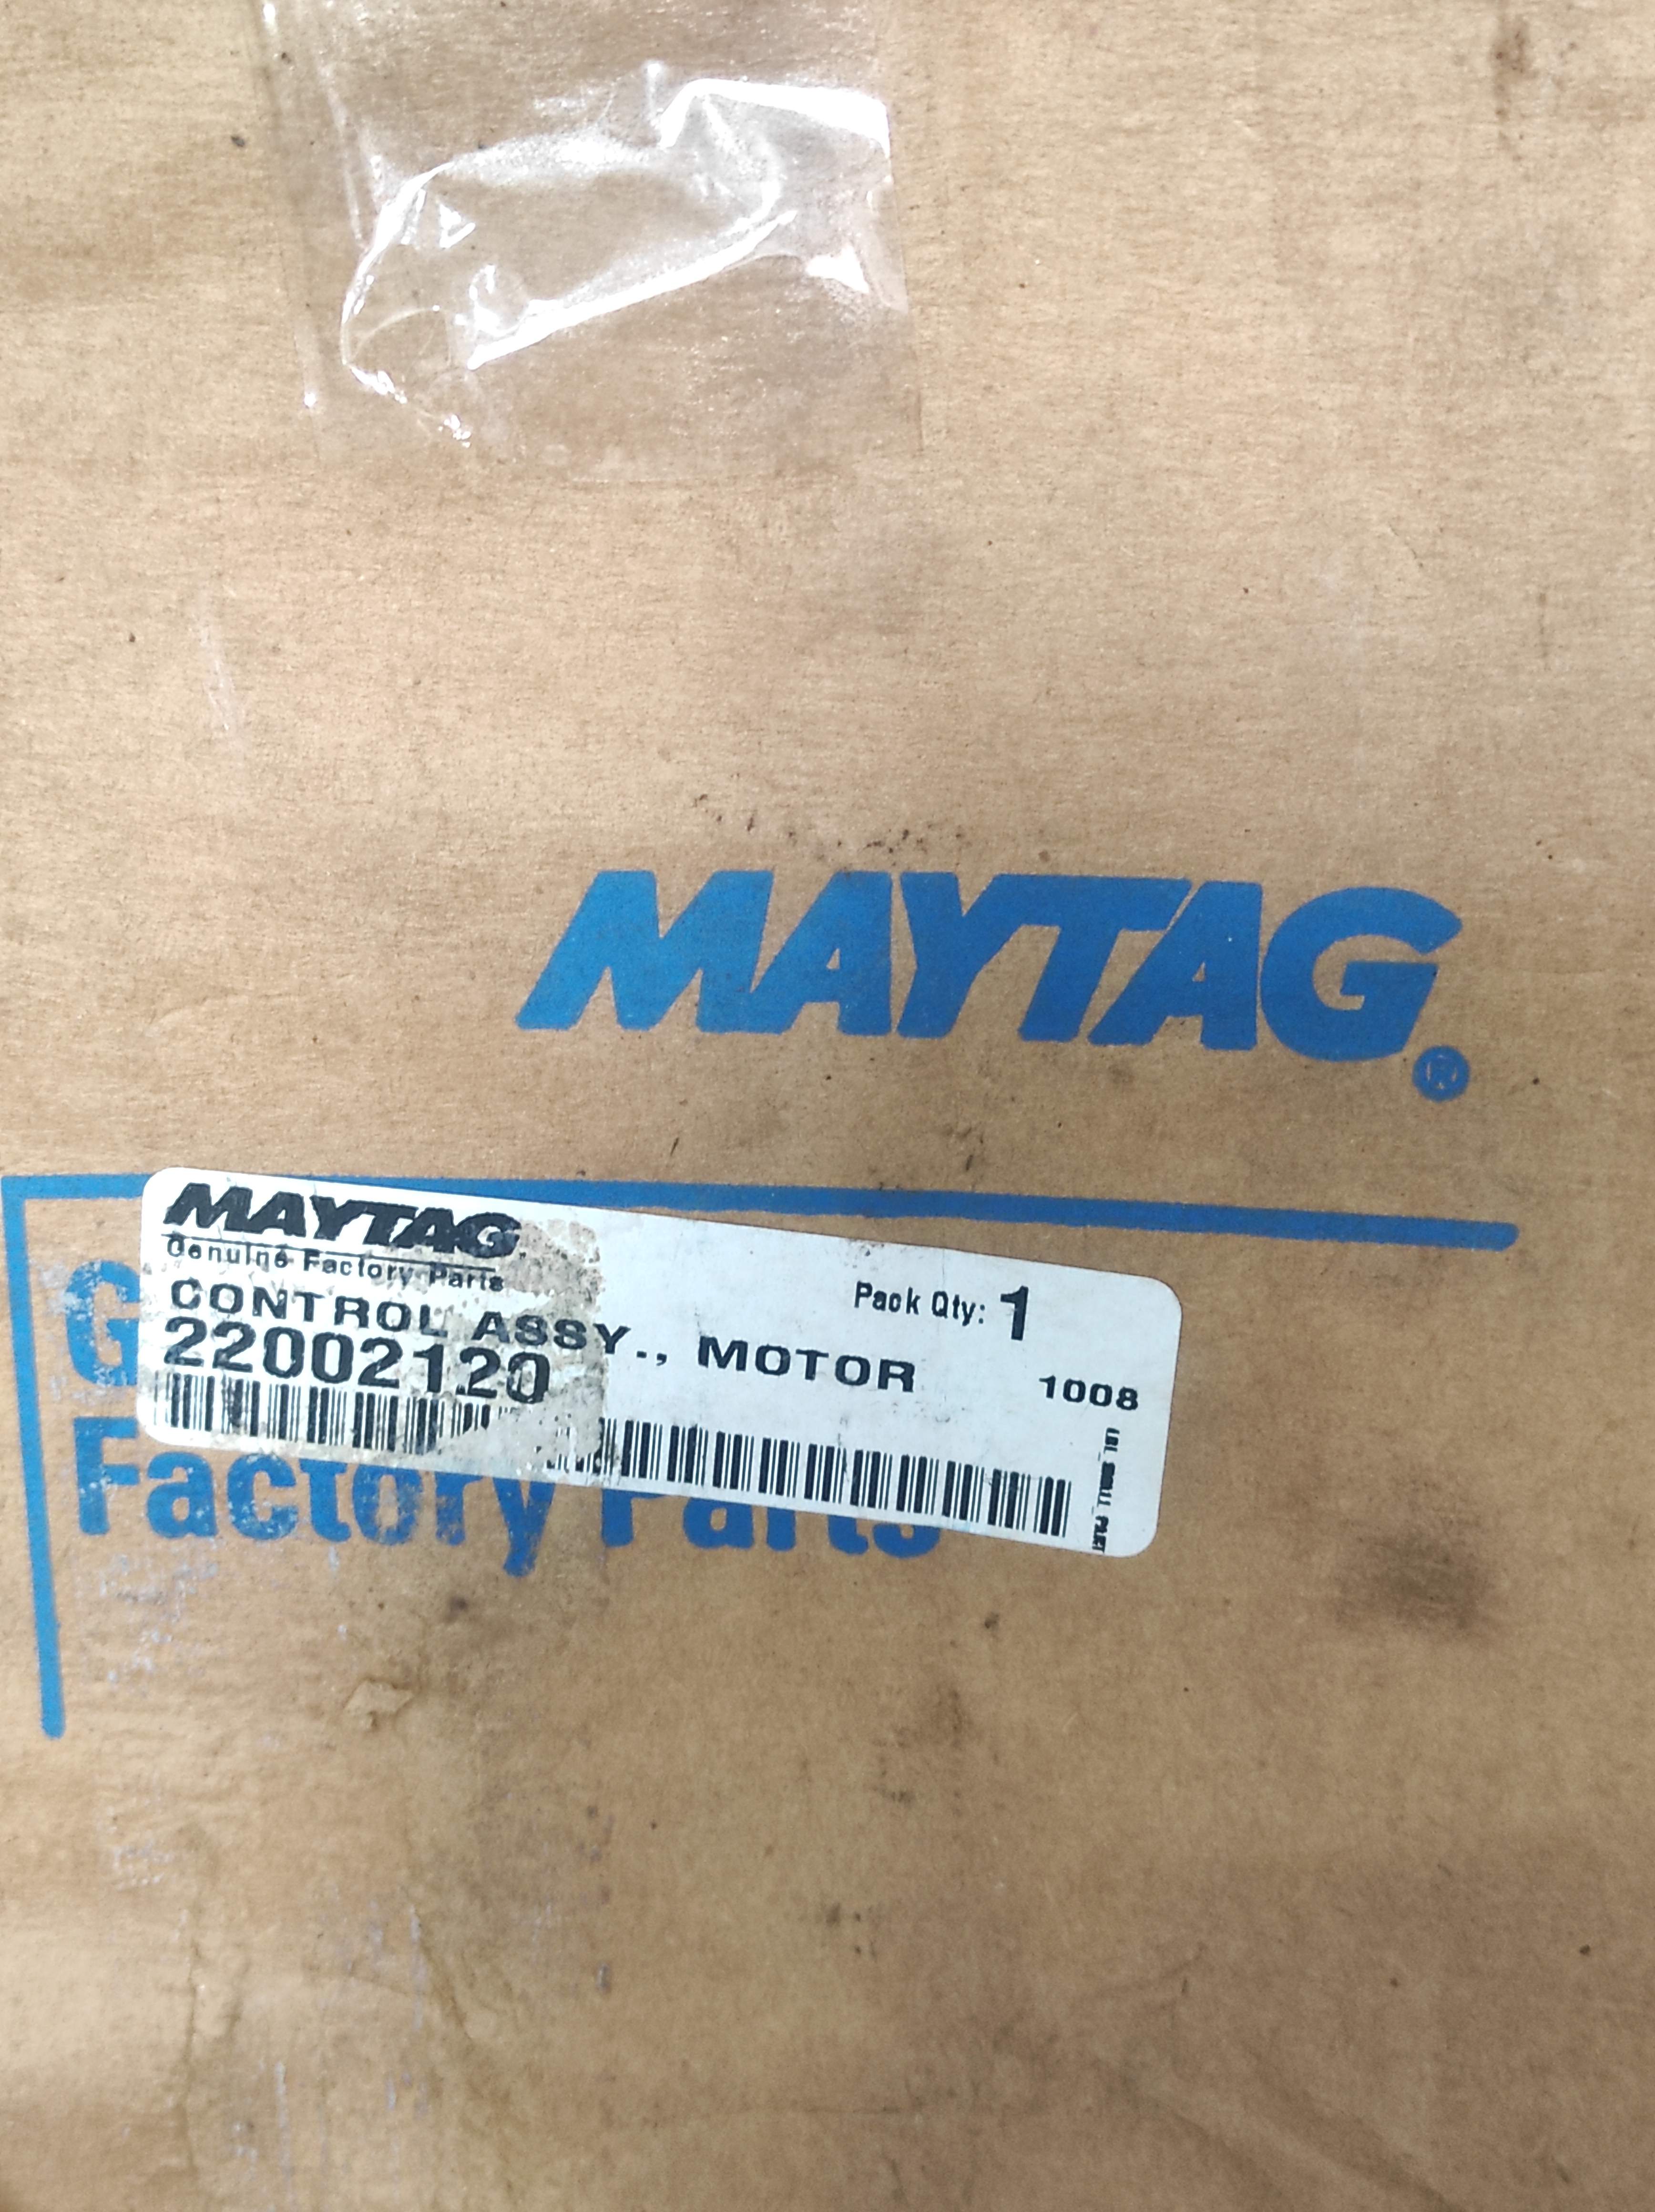 MAYTAG®
MAYTAG
Genuine Factory Parts
CONTROL ASSY., MOTOR
Pack Qty: 1
22002120
1008
Factory Parts